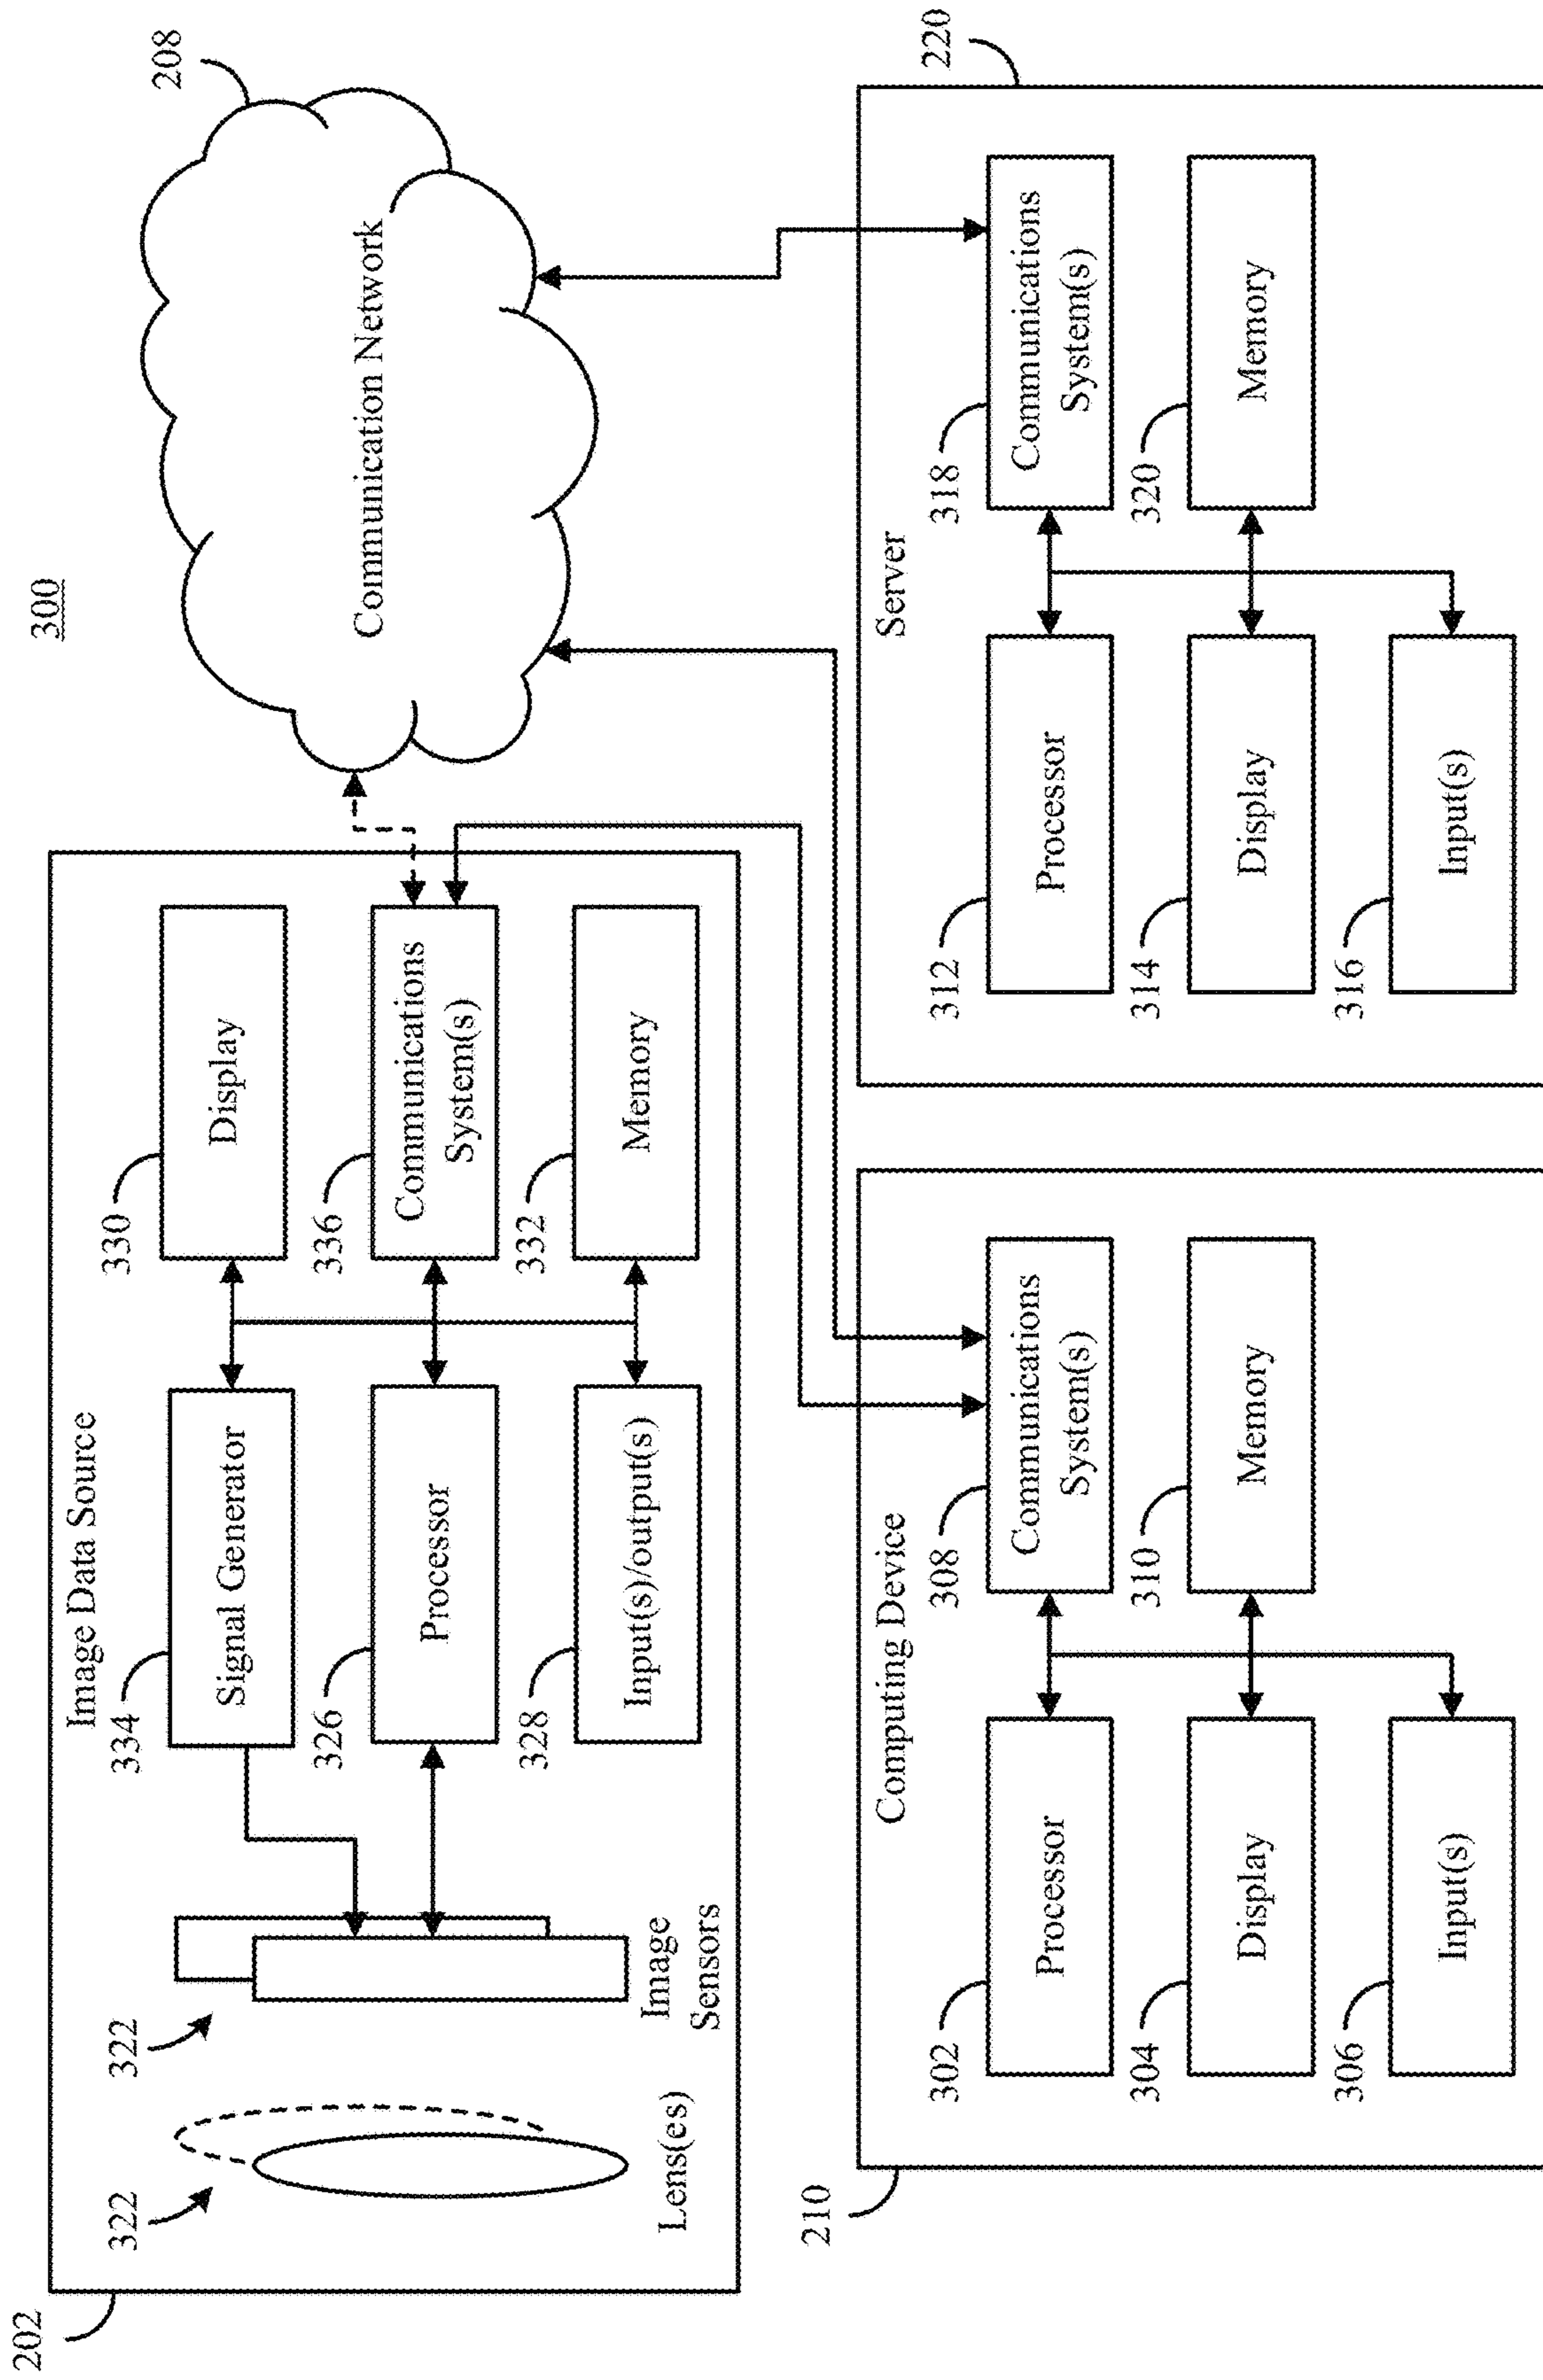 300
202
Image Data Source
322
Lens(es)
322
Image
Sensors
334
Signal Generator
326
Processor
328
Input(s)/output(s)
330
Display
336
Communications
System(s)
332
Memory
208
Communication Network
210
Computing Device
302
Processor
304
Display
306
Input(s)
308
Communications
System(s)
310
Memory
220
Server
312
Processor
314
Display
316
Input(s)
318
Communications
System(s)
320
Memory